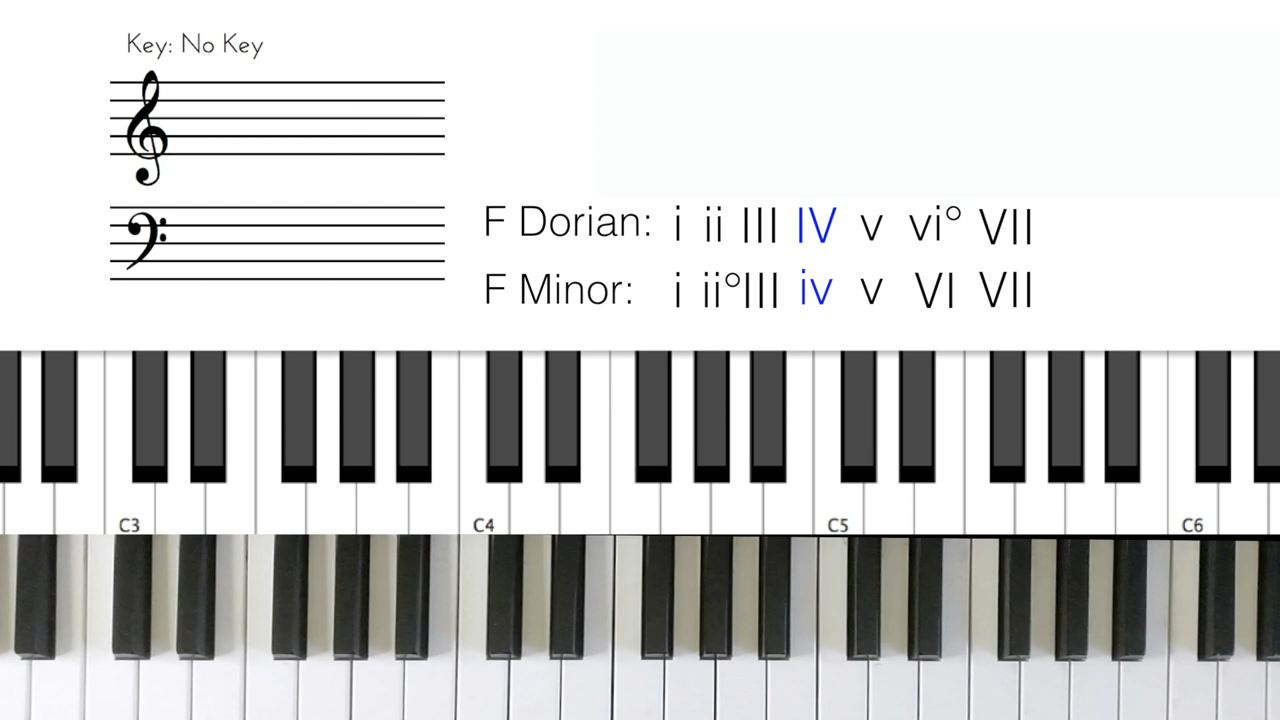 Key: No Key
F Dorian: i ii III IV v vi° VII
F Minor: i ii° III iv v VI VII
C3 C4 C5 C6